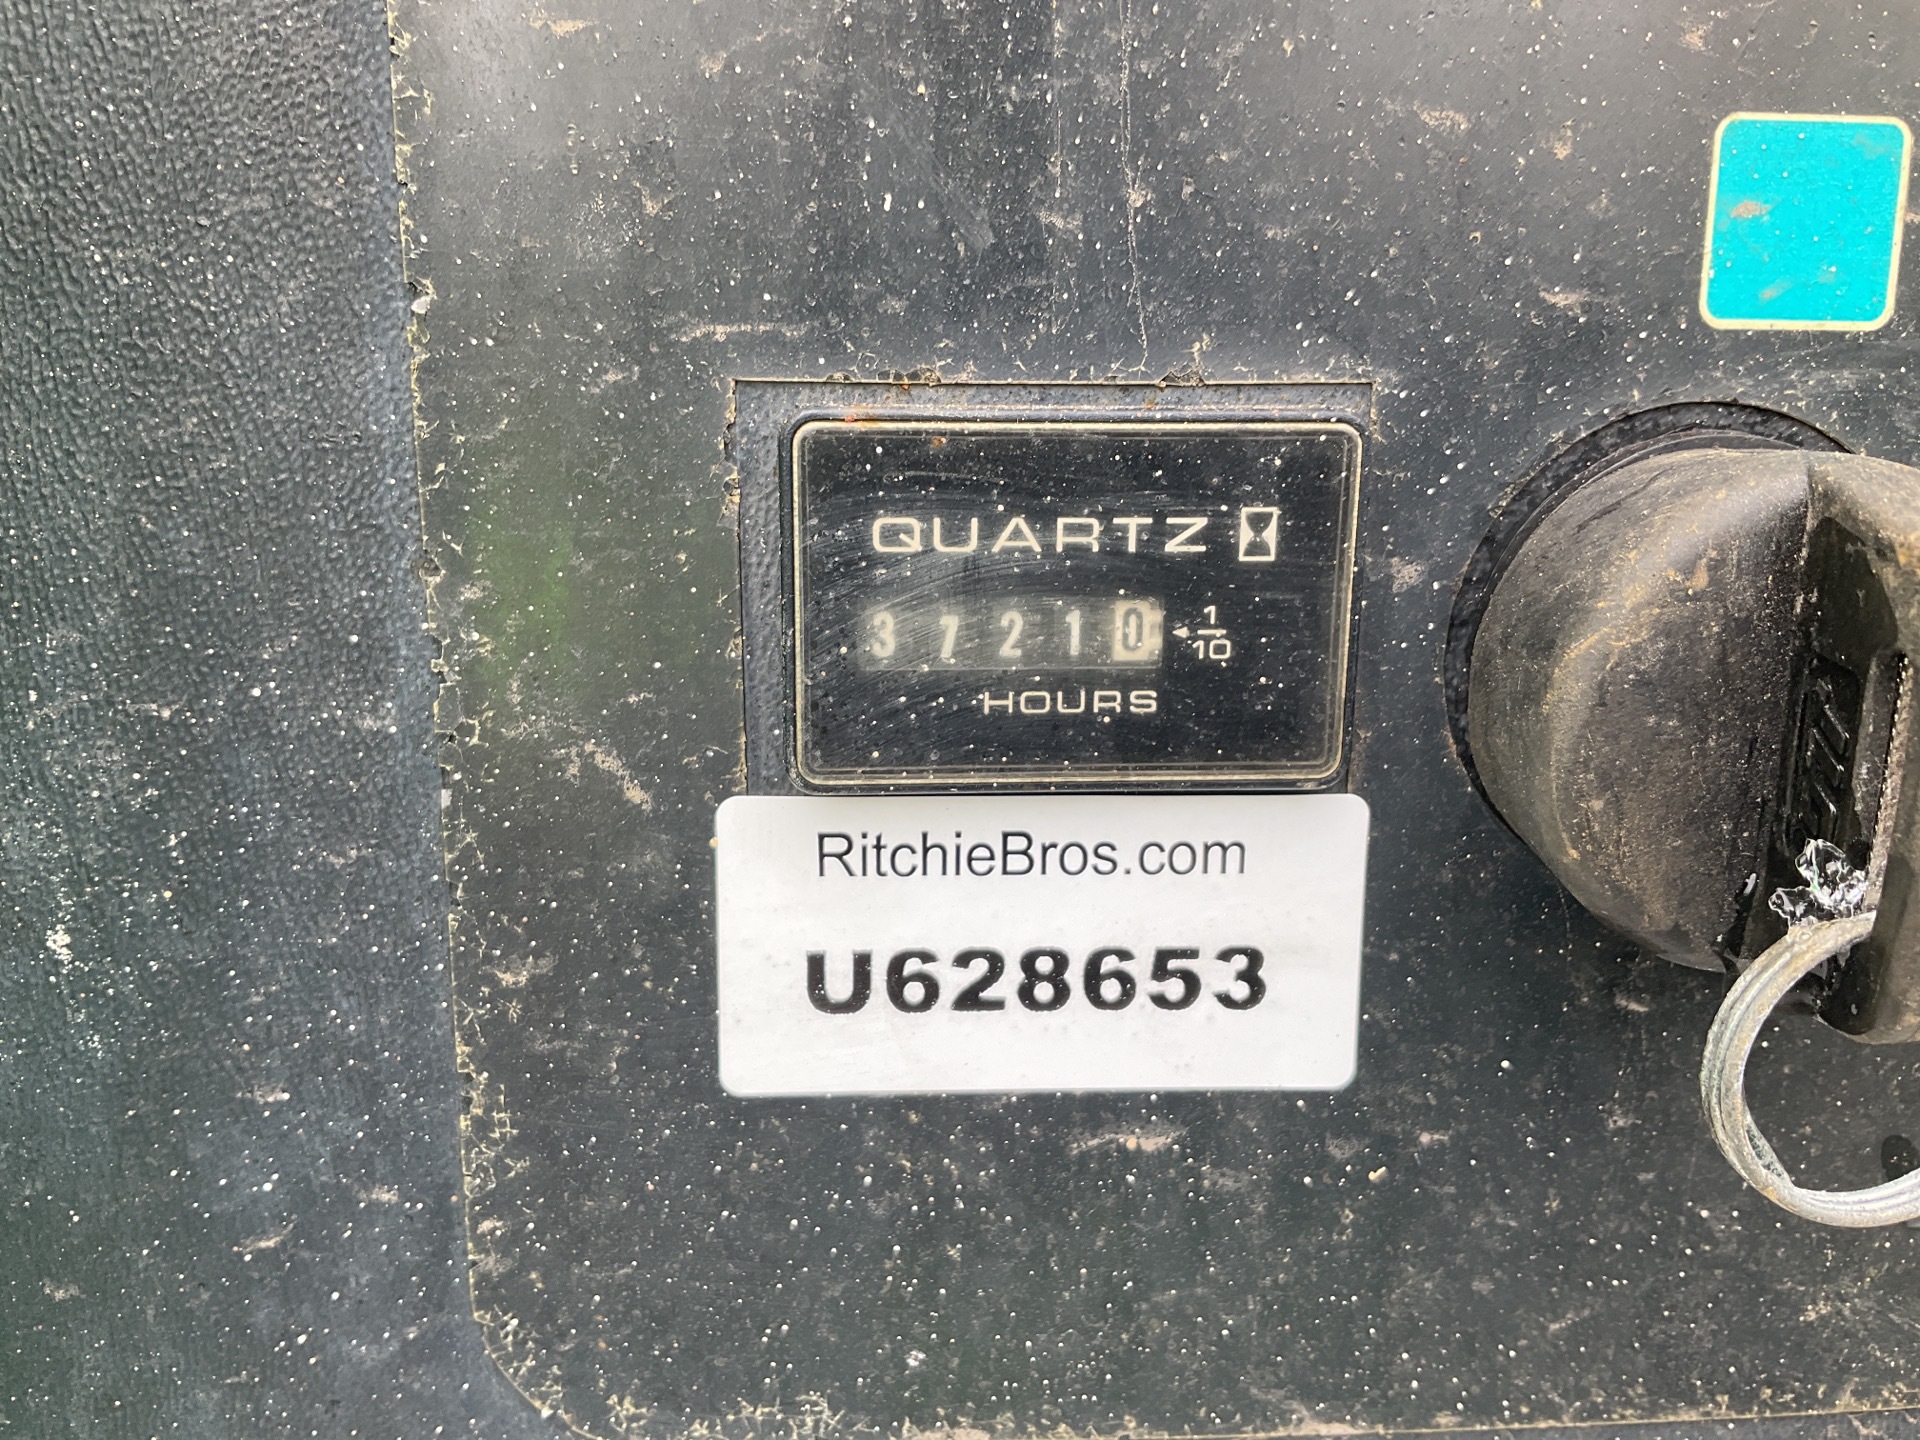 QUARTZ
37210 1/10
HOURS
RitchieBros.com
U628653